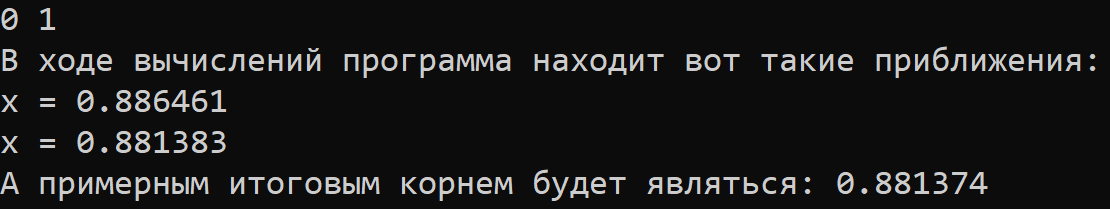 0 1
В ходе вычислений программа находит вот такие приближения:
x = 0.886461
x = 0.881383
А примерным итоговым корнем будет являться: 0.881374